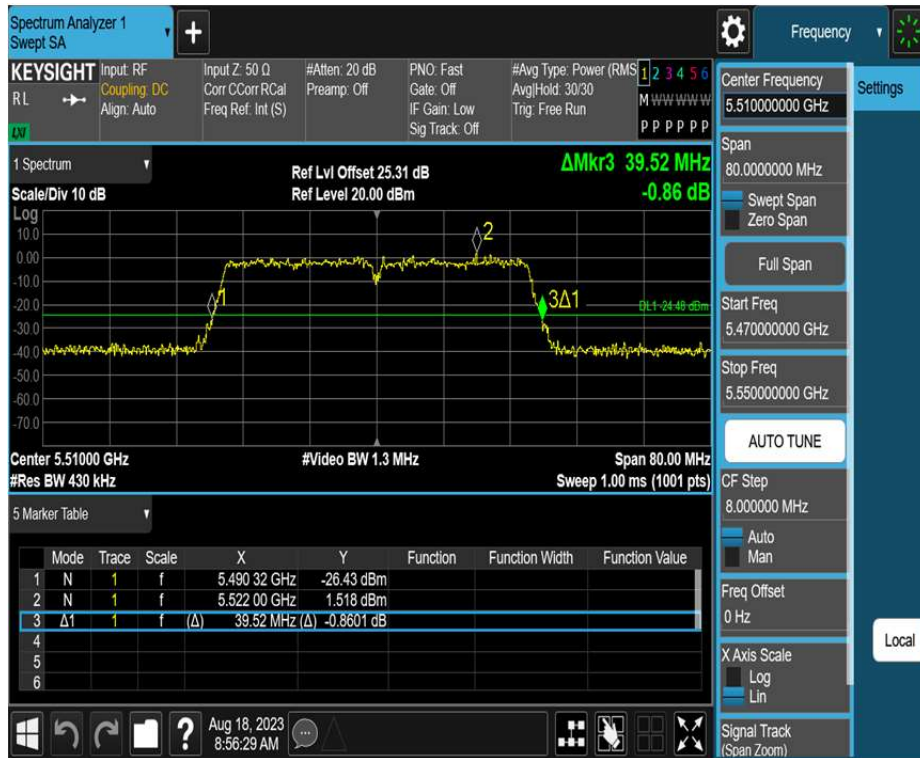 Spectrum Analyzer 1
Swept SA
Frequency
KEYSIGHT
RL
LXI
Input: RF
Coupling: DC
Align: Auto
Input Z: 50 Ω
Corr CCorr RCal
Freq Ref: Int (S)
#Atten: 20 dB
Preamp: Off
PNO: Fast
Gate: Off
IF Gain: Low
Sig Track: Off
#Avg Type: Power (RMS
Avg|Hold: 30/30
Trig: Free Run
1 2 3 4 5 6
M W W W W W
P P P P P P
1 Spectrum
Scale/Div 10 dB
Ref Lvl Offset 25.31 dB
Ref Level 20.00 dBm
ΔMkr3 39.52 MHz
-0.86 dB
Log
10.0
0.00
-10.0
-20.0
-30.0
-40.0
-50.0
-60.0
-70.0
1
2
3Δ1
DL1 -24.48 dBm
Center 5.51000 GHz
#Video BW 1.3 MHz
Span 80.00 MHz
#Res BW 430 kHz
Sweep 1.00 ms (1001 pts)
5 Marker Table
Mode Trace Scale X Y Function Function Width Function Value
1 N 1 f 5.490 32 GHz -26.43 dBm
2 N 1 f 5.522 00 GHz 1.518 dBm
3 Δ1 1 f (Δ) 39.52 MHz (Δ) -0.8601 dB
4
5
6
Aug 18, 2023
8:56:29 AM
Center Frequency
5.510000000 GHz
Span
80.0000000 MHz
Swept Span
Zero Span
Full Span
Start Freq
5.470000000 GHz
Stop Freq
5.550000000 GHz
AUTO TUNE
CF Step
8.000000 MHz
Auto
Man
Freq Offset
0 Hz
X Axis Scale
Log
Lin
Signal Track
(Span Zoom)
Settings
Local